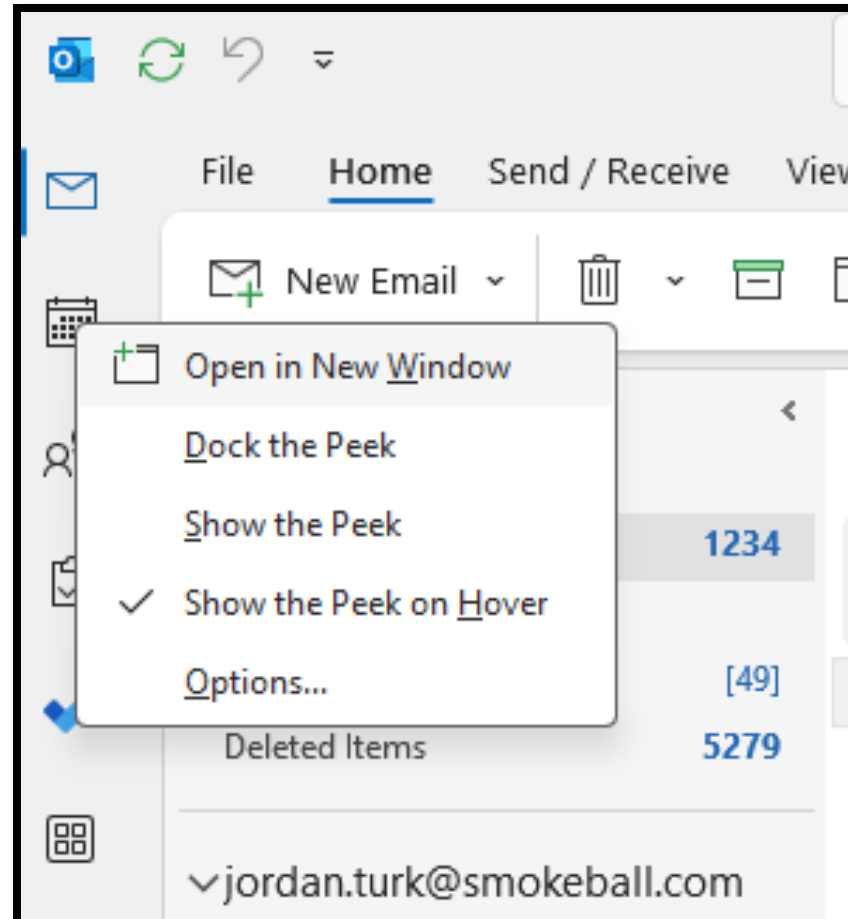 File Home Send / Receive View
New Email
Open in New Window
Dock the Peek
Show the Peek
1234
Show the Peek on Hover
Options...
[49]
Deleted Items 5279
jordan.turk@smokeball.com